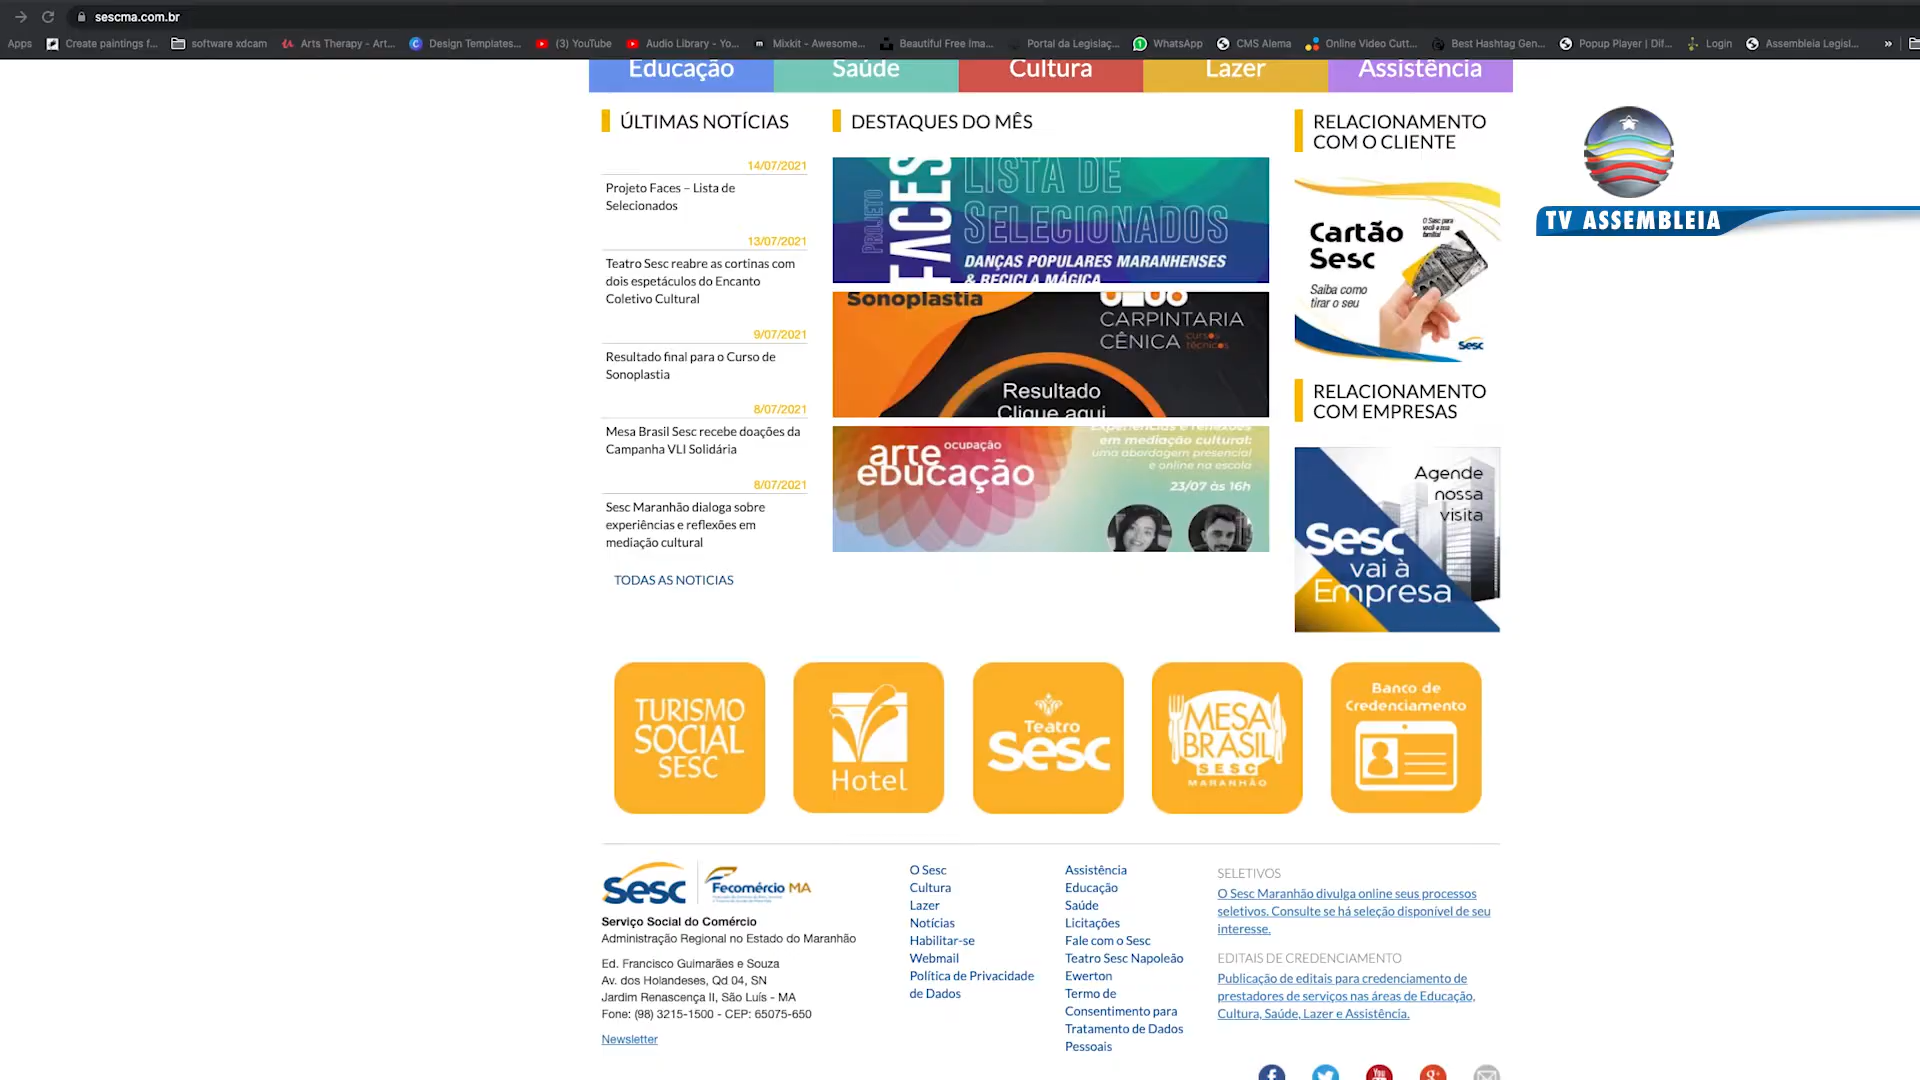 sescma.com.br
Apps
Create paintings f...
software xdcam
Arts Therapy - Art...
Design Templates...
(3) YouTube
Audio Library - Yo...
Mixkit - Awesome...
Beautiful Free Ima...
Portal da Legislaç...
WhatsApp
CMS Alema
Online Video Cutt...
Best Hashtag Gen...
Popup Player | Dif...
Login
Assembleia Legisl...
»
Educação
Saúde
Cultura
Lazer
Assistência
ÚLTIMAS NOTÍCIAS
14/07/2021
Projeto Faces – Lista de
Selecionados
13/07/2021
Teatro Sesc reabre as cortinas com
dois espetáculos do Encanto
Coletivo Cultural
9/07/2021
Resultado final para o Curso de
Sonoplastia
8/07/2021
Mesa Brasil Sesc recebe doações da
Campanha VLI Solidária
8/07/2021
Sesc Maranhão dialoga sobre
experiências e reflexões em
mediação cultural
TODAS AS NOTICIAS
DESTAQUES DO MÊS
PROJETO
FACES
LISTA DE
SELECIONADOS
DANÇAS POPULARES MARANHENSES
& RECICLA MÁGICA
Sonoplastia
CARPINTARIA
CÊNICA cursos
técnicos
Resultado
Clique aqui
arte ocupação
educação
Experiências e reflexões
em mediação cultural:
uma abordagem presencial
e online na escola
23/07 às 16h
RELACIONAMENTO
COM O CLIENTE
O Sesc para
você e sua
família!
Cartão
Sesc
Saiba como
tirar o seu
Sesc
RELACIONAMENTO
COM EMPRESAS
Agende
nossa
visita
Sesc
vai à
Empresa
TV ASSEMBLEIA
TURISMO
SOCIAL
SESC
Hotel
Teatro
Sesc
MESA
BRASIL
SESC
MARANHÃO
Banco de
Credenciamento
Sesc
Fecomércio MA
Serviço Social do Comércio
Administração Regional no Estado do Maranhão
Ed. Francisco Guimarães e Souza
Av. dos Holandeses, Qd 04, SN
Jardim Renascença II, São Luís - MA
Fone: (98) 3215-1500 - CEP: 65075-650
Newsletter
O Sesc
Cultura
Lazer
Notícias
Habilitar-se
Webmail
Política de Privacidade
de Dados
Assistência
Educação
Saúde
Licitações
Fale com o Sesc
Teatro Sesc Napoleão
Ewerton
Termo de
Consentimento para
Tratamento de Dados
Pessoais
SELETIVOS
O Sesc Maranhão divulga online seus processos
seletivos. Consulte se há seleção disponível de seu
interesse.
EDITAIS DE CREDENCIAMENTO
Publicação de editais para credenciamento de
prestadores de serviços nas áreas de Educação,
Cultura, Saúde, Lazer e Assistência.